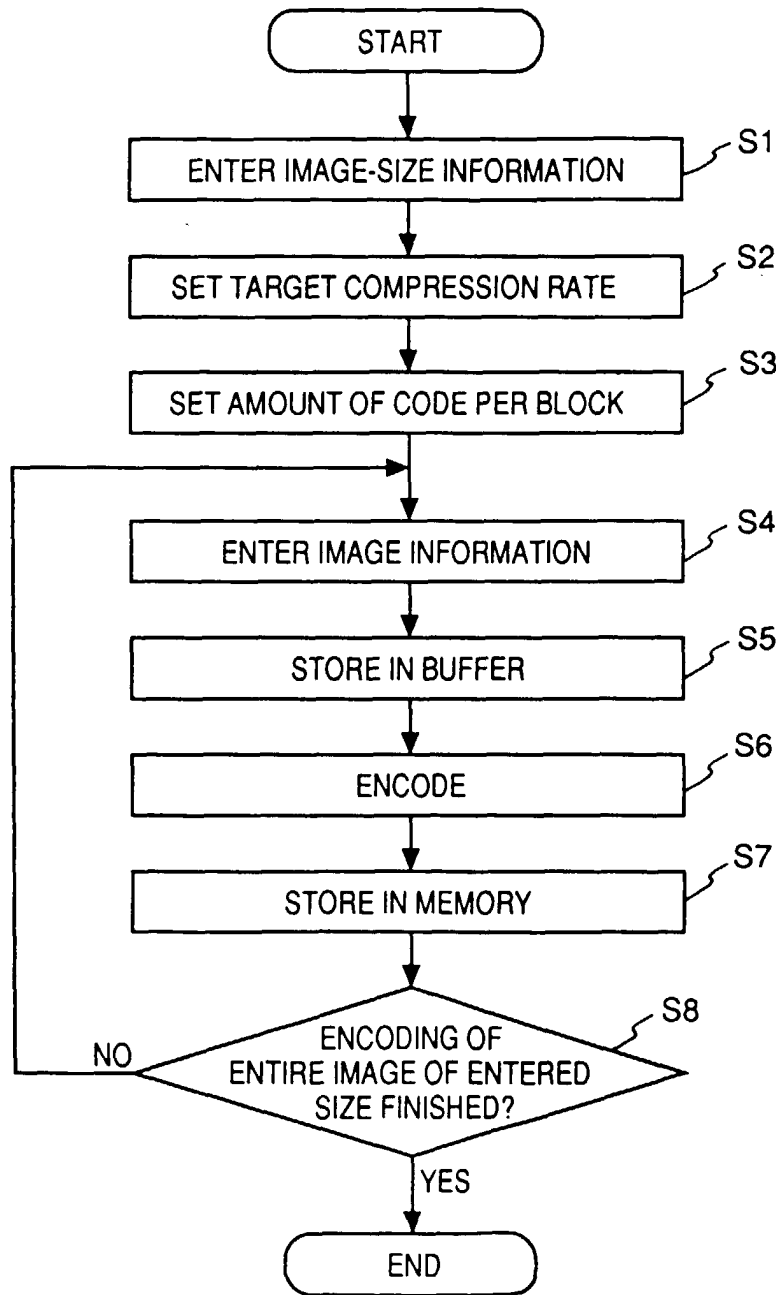 START
S1
ENTER IMAGE-SIZE INFORMATION
S2
SET TARGET COMPRESSION RATE
S3
SET AMOUNT OF CODE PER BLOCK
S4
ENTER IMAGE INFORMATION
S5
STORE IN BUFFER
S6
ENCODE
S7
STORE IN MEMORY
S8
NO
ENCODING OF
ENTIRE IMAGE OF ENTERED
SIZE FINISHED?
YES
END